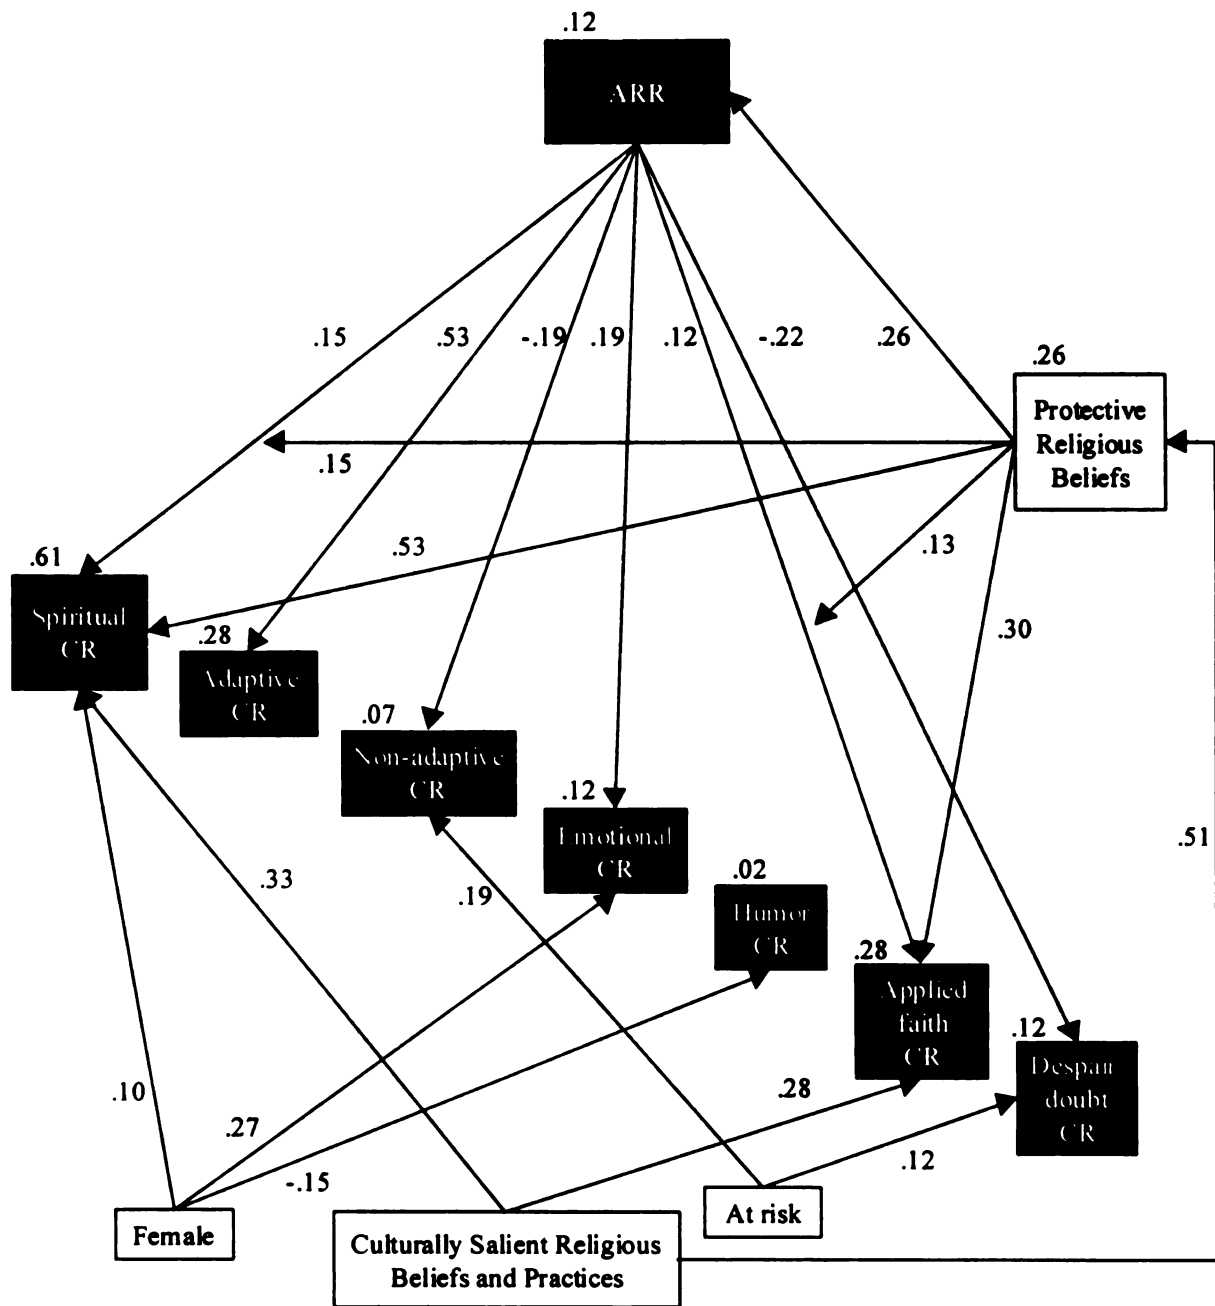 .12
ARR
.15
.53
-.19
.19
.12
-.22
.26
.26
Protective
Religious
Beliefs
.15
.53
.13
.30
.61
Spiritual
CR
.28
Adaptive
CR
.07
Non-adaptive
CR
.12
Emotional
CR
.02
Humor
CR
.28
Applied
faith
CR
.12
doubt
CR
.51
.33
.19
.10
.27
-.15
.28
.12
Female
Culturally Salient Religious
Beliefs and Practices
At risk